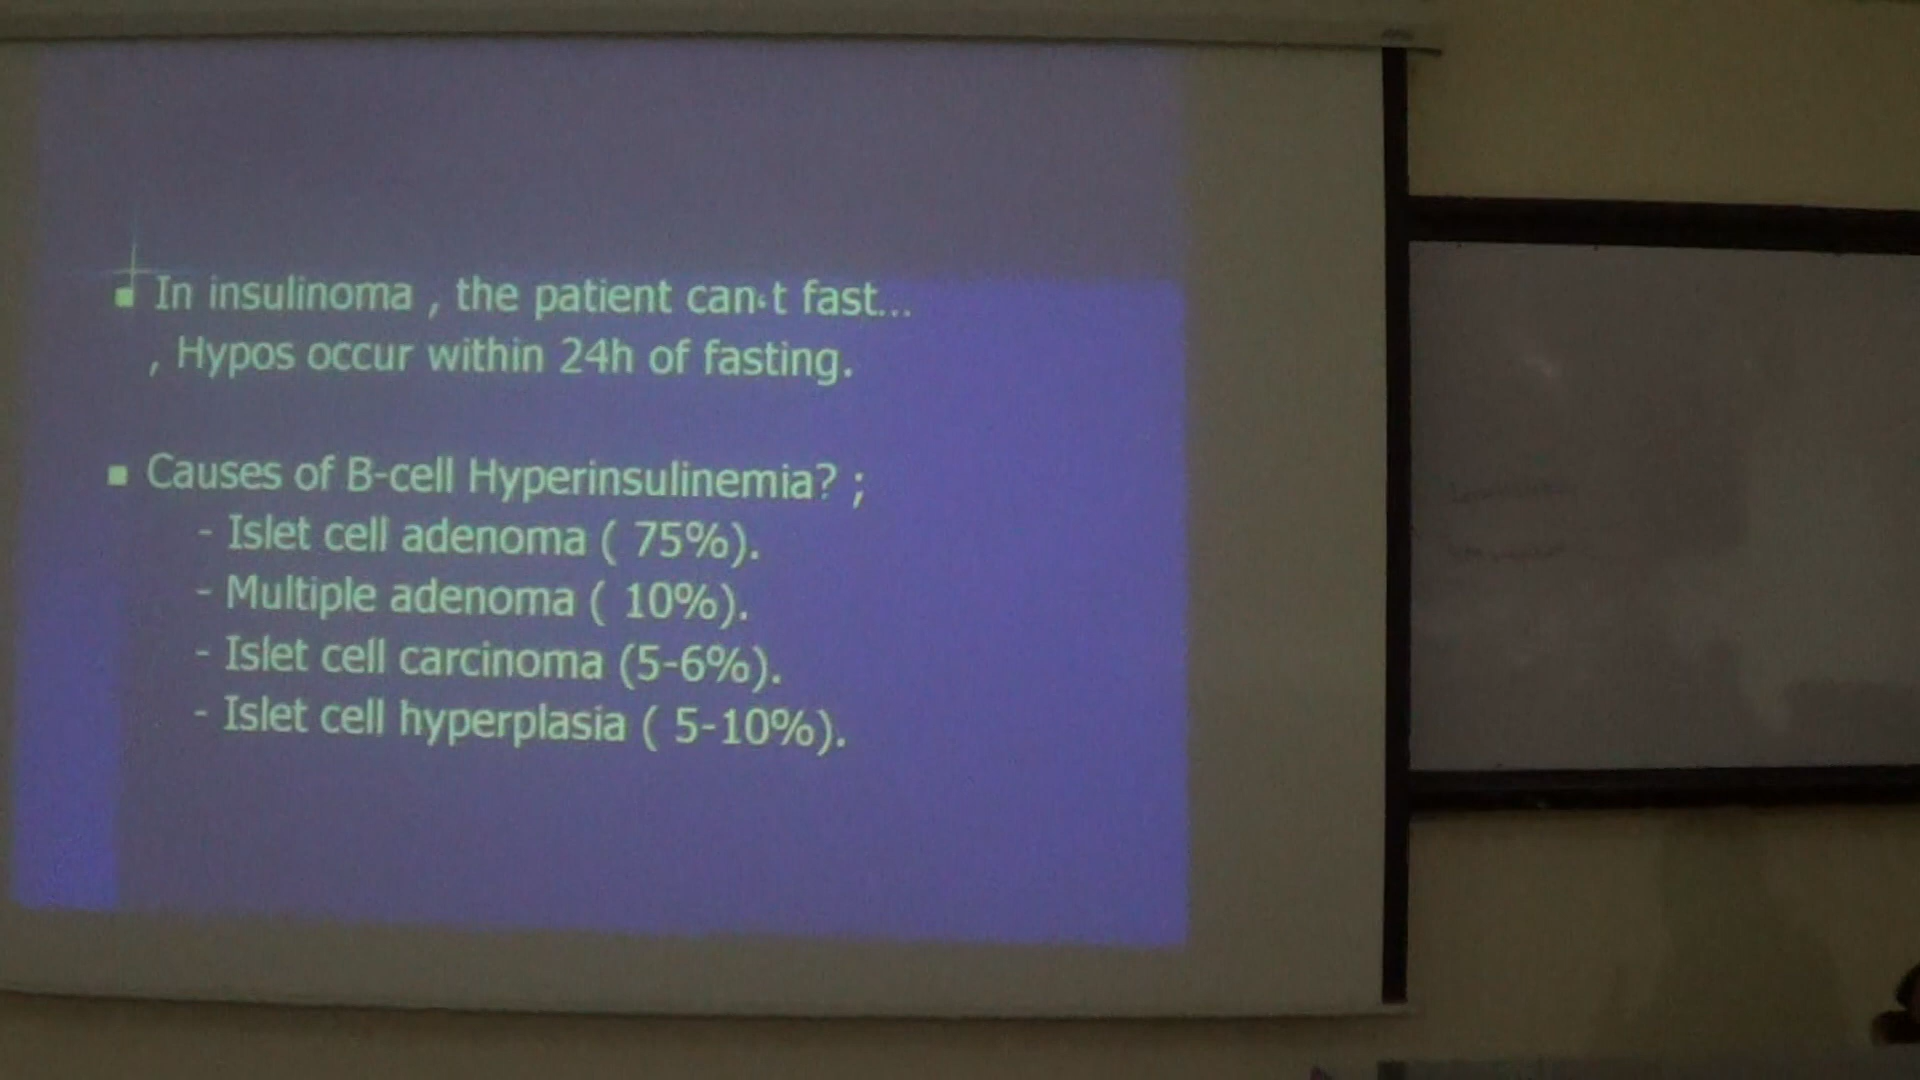 ▪ In insulinoma , the patient can‘t fast...
, Hypos occur within 24h of fasting.
▪ Causes of B-cell Hyperinsulinemia? ;
- Islet cell adenoma ( 75%).
- Multiple adenoma ( 10%).
- Islet cell carcinoma (5-6%).
- Islet cell hyperplasia ( 5-10%).